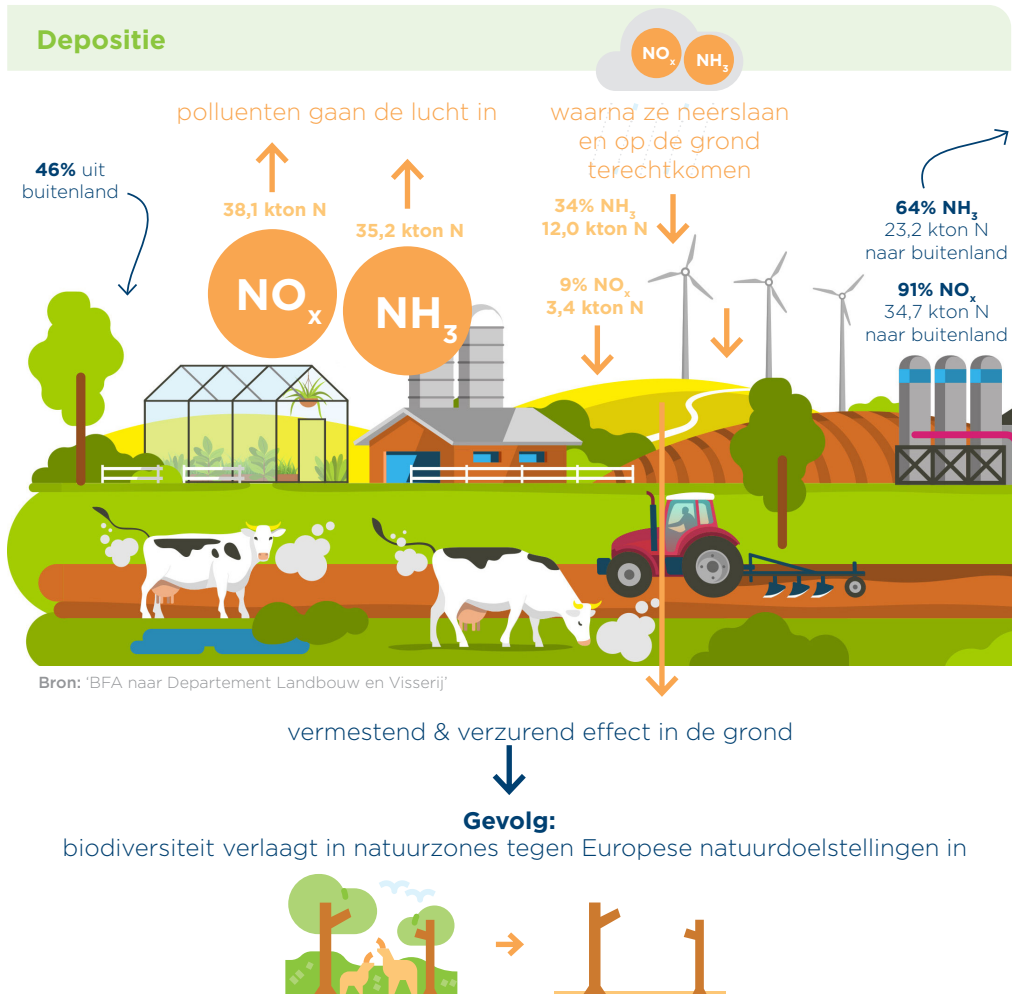 Depositie
NOx NH3
polluenten gaan de lucht in
waarna ze neerslaan
en op de grond
terechtkomen
46% uit
buitenland
38,1 kton N
35,2 kton N
NOx
NH3
34% NH3
12,0 kton N
9% NOx
3,4 kton N
64% NH3
23,2 kton N
naar buitenland
91% NOx
34,7 kton N
naar buitenland
Bron: ‘BFA naar Departement Landbouw en Visserij’
vermestend & verzurend effect in de grond
Gevolg:
biodiversiteit verlaagt in natuurzones tegen Europese natuurdoelstellingen in